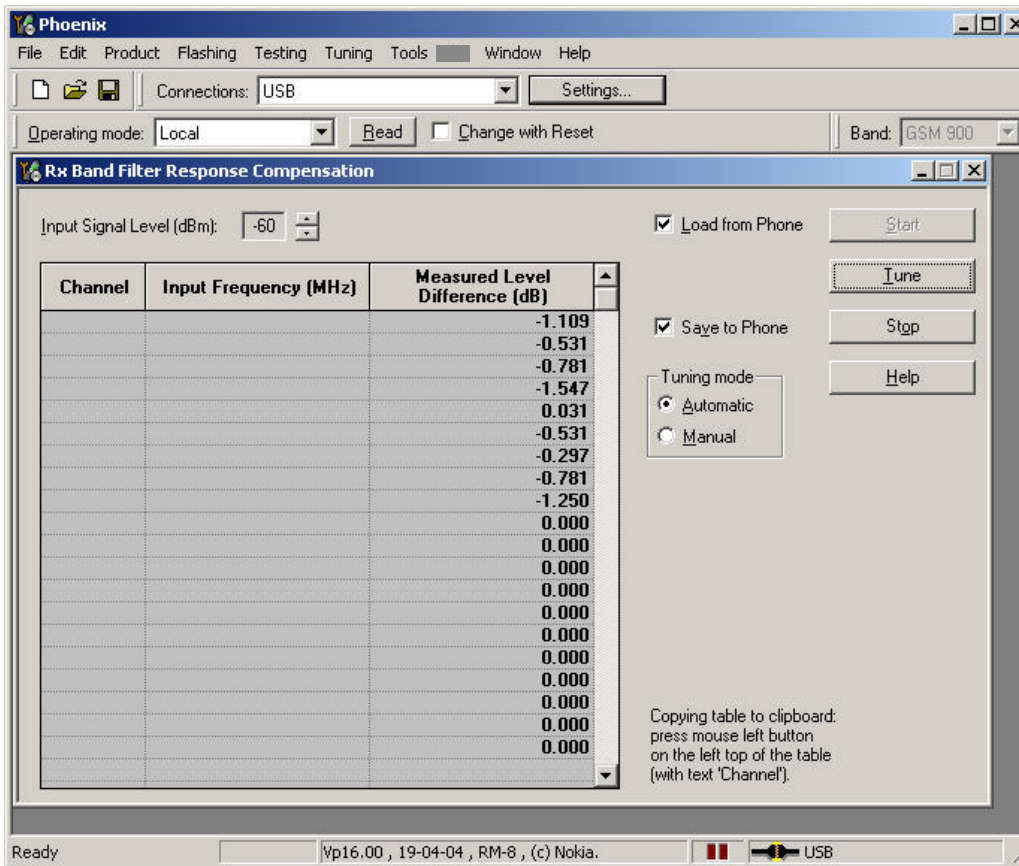 Phoenix
File Edit Product Flashing Testing Tuning Tools Window Help
Connections: USB Settings...
Operating mode: Local Read Change with Reset Band: GSM 900
Rx Band Filter Response Compensation
Input Signal Level (dBm): -60 Load from Phone Start
Channel Input Frequency (MHz) Measured Level Difference (dB) Tune
-1.109 Save to Phone Stop
-0.531
-0.781 Tuning mode Help
-1.547 Automatic
0.031 Manual
-0.531
-0.297
-0.781
-1.250
0.000
0.000
0.000
0.000
0.000
0.000
0.000
0.000
0.000
0.000
0.000
Copying table to clipboard:
press mouse left button
on the left top of the table
(with text 'Channel').
Ready Vp16.00 , 19-04-04 , RM-8 , (c) Nokia. USB